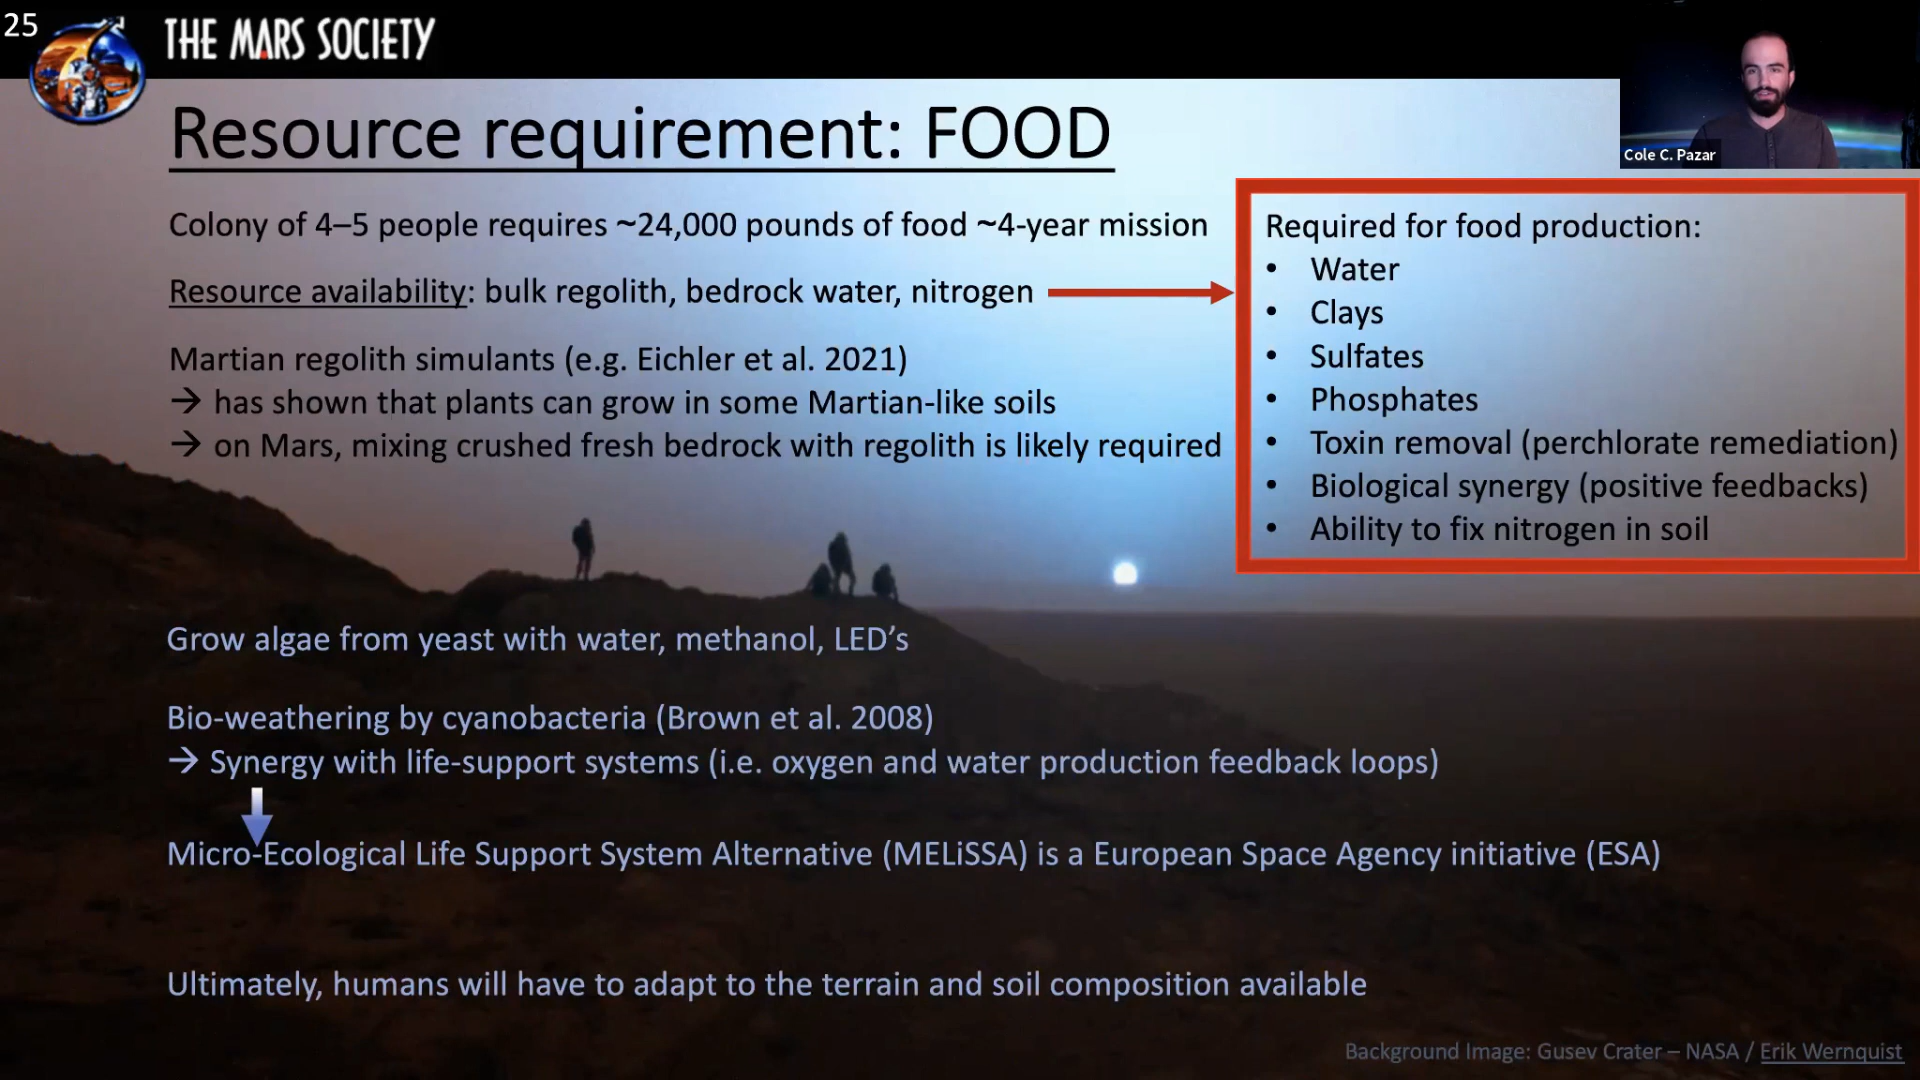 25
THE MARS SOCIETY
Cole C. Pazar
Resource requirement: FOOD
Colony of 4–5 people requires ~24,000 pounds of food ~4-year mission
Resource availability: bulk regolith, bedrock water, nitrogen
Martian regolith simulants (e.g. Eichler et al. 2021)
→ has shown that plants can grow in some Martian-like soils
→ on Mars, mixing crushed fresh bedrock with regolith is likely required
Required for food production:
• Water
• Clays
• Sulfates
• Phosphates
• Toxin removal (perchlorate remediation)
• Biological synergy (positive feedbacks)
• Ability to fix nitrogen in soil
Grow algae from yeast with water, methanol, LED’s
Bio-weathering by cyanobacteria (Brown et al. 2008)
→ Synergy with life-support systems (i.e. oxygen and water production feedback loops)
Micro-Ecological Life Support System Alternative (MELiSSA) is a European Space Agency initiative (ESA)
Ultimately, humans will have to adapt to the terrain and soil composition available
Background Image: Gusev Crater – NASA / Erik Wernquist